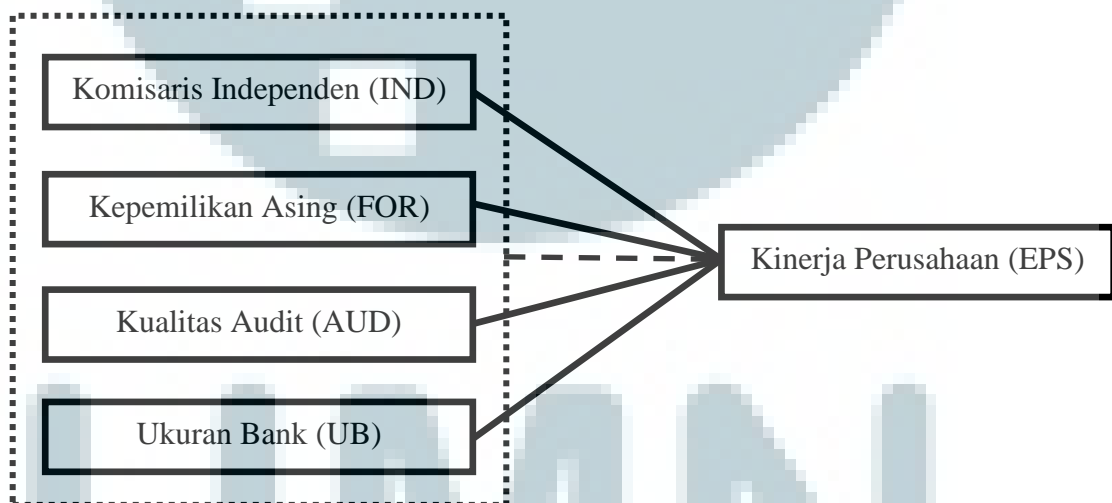 Komisaris Independen (IND)
Kepemilikan Asing (FOR)
Kinerja Perusahaan (EPS)
Kualitas Audit (AUD)
Ukuran Bank (UB)